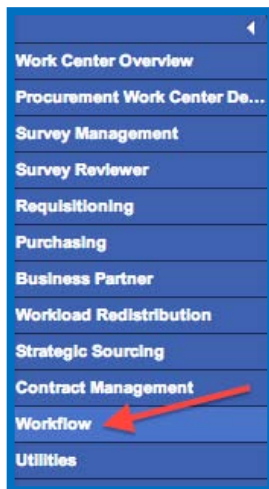 Work Center Overview
Procurement Work Center De...
Survey Management
Survey Reviewer
Requisitioning
Purchasing
Business Partner
Workload Redistribution
Strategic Sourcing
Contract Management
Workflow
Utilities